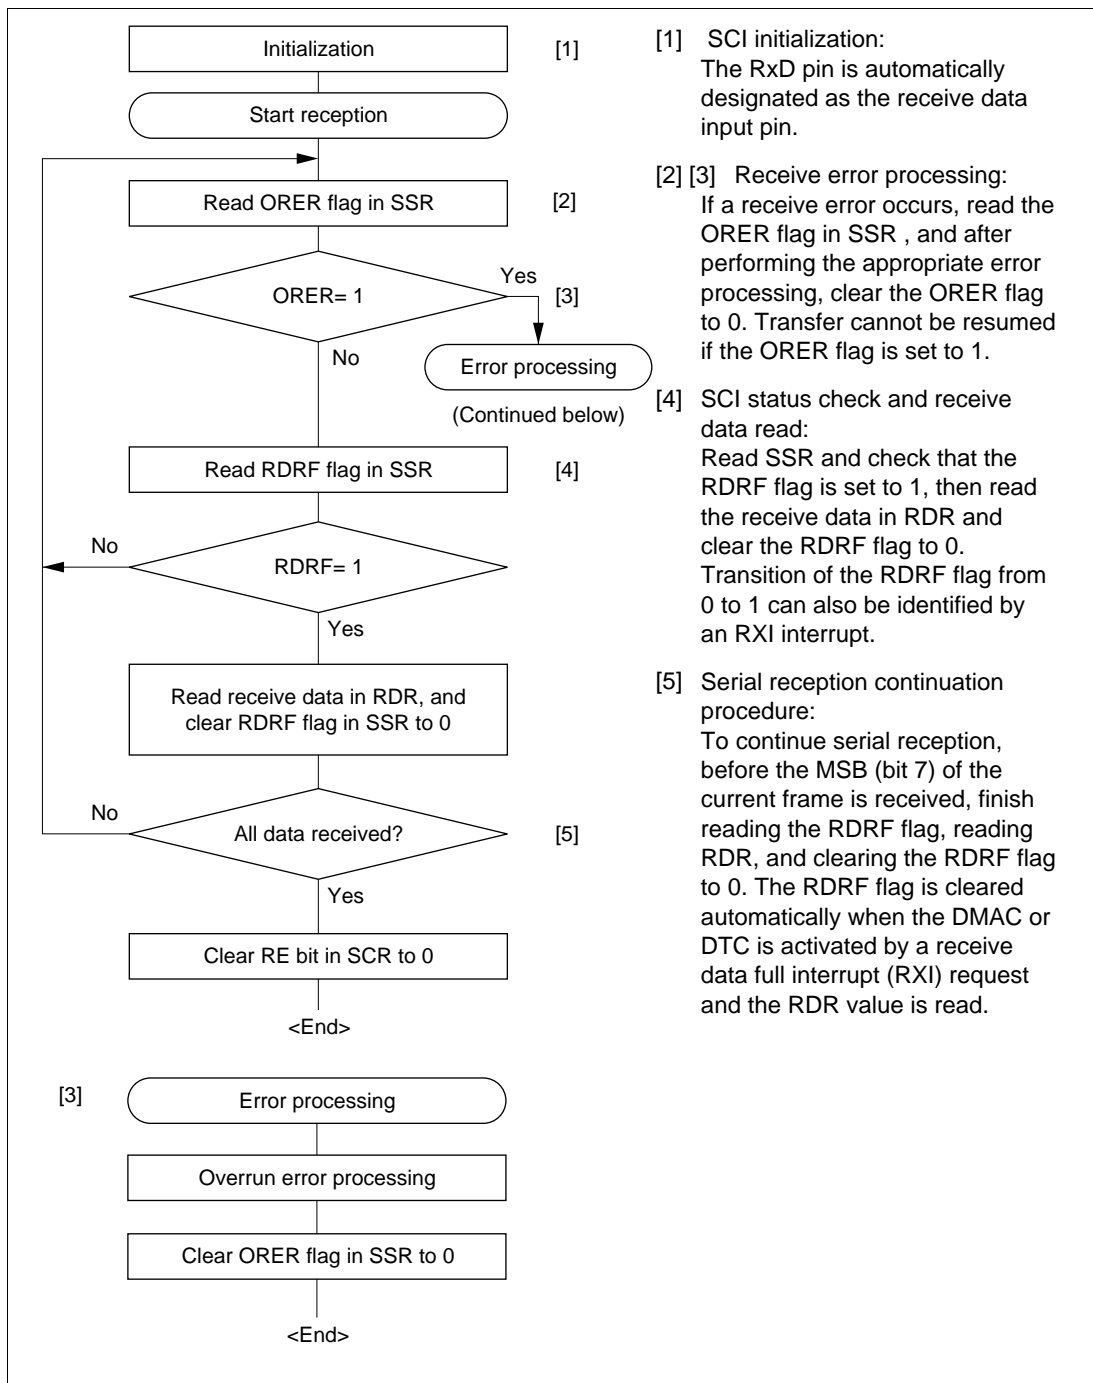 Initialization [1]
Start reception
Read ORER flag in SSR [2]
Yes
ORER= 1 [3]
No
Error processing
(Continued below)
Read RDRF flag in SSR [4]
No
RDRF= 1
Yes
Read receive data in RDR, and
clear RDRF flag in SSR to 0
No
All data received? [5]
Yes
Clear RE bit in SCR to 0
<End>
[3] Error processing
Overrun error processing
Clear ORER flag in SSR to 0
<End>
[1] SCI initialization:
The RxD pin is automatically
designated as the receive data
input pin.
[2] [3] Receive error processing:
If a receive error occurs, read the
ORER flag in SSR , and after
performing the appropriate error
processing, clear the ORER flag
to 0. Transfer cannot be resumed
if the ORER flag is set to 1.
[4] SCI status check and receive
data read:
Read SSR and check that the
RDRF flag is set to 1, then read
the receive data in RDR and
clear the RDRF flag to 0.
Transition of the RDRF flag from
0 to 1 can also be identified by
an RXI interrupt.
[5] Serial reception continuation
procedure:
To continue serial reception,
before the MSB (bit 7) of the
current frame is received, finish
reading the RDRF flag, reading
RDR, and clearing the RDRF flag
to 0. The RDRF flag is cleared
automatically when the DMAC or
DTC is activated by a receive
data full interrupt (RXI) request
and the RDR value is read.